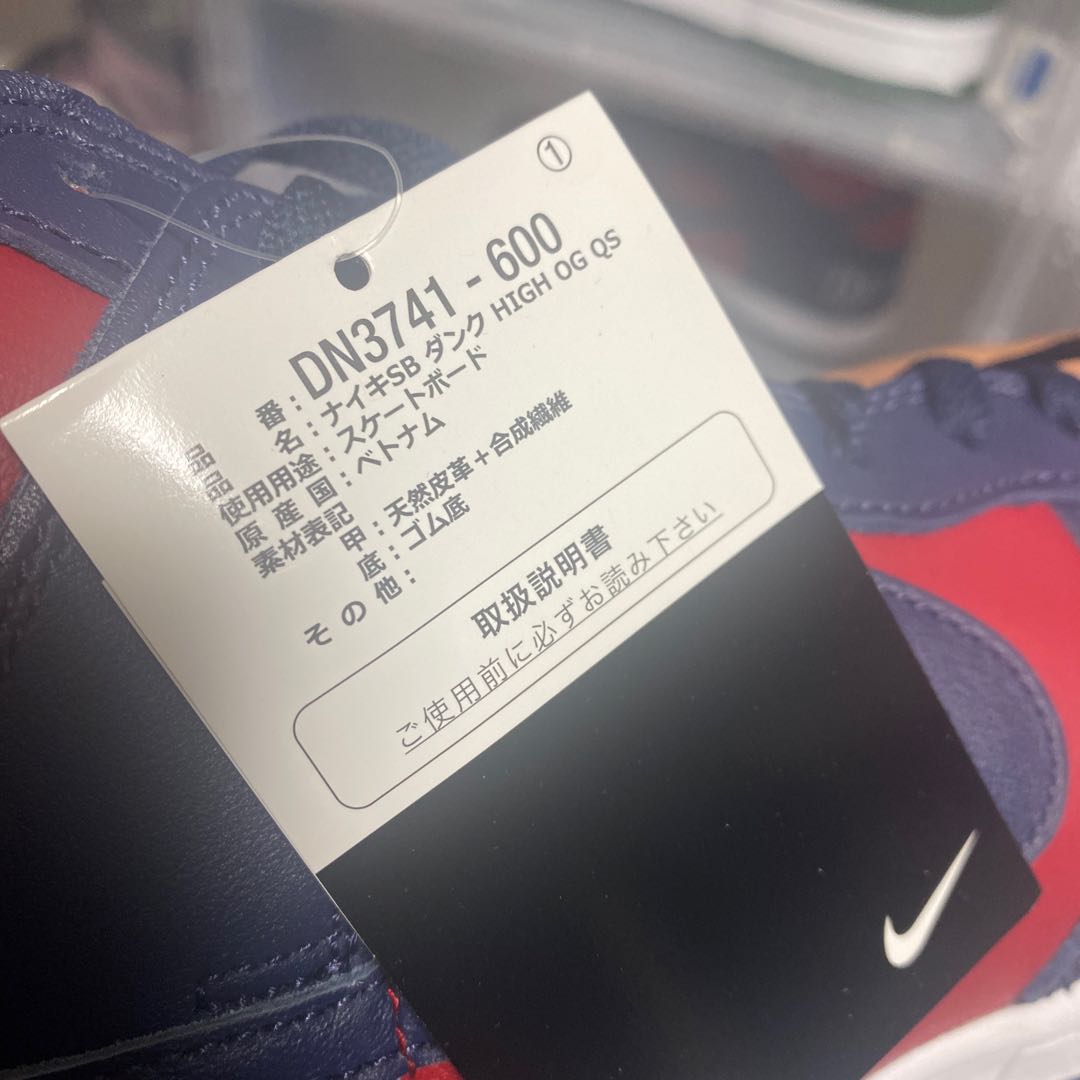 ①
品番：DN3741-600
品名：ナイキSB ダンク HIGH OG QS
使用用途：スケートボード
原産国：ベトナム
素材表記
甲：天然皮革+合成繊維
底：ゴム底
その他：
取扱説明書
ご使用前に必ずお読み下さい